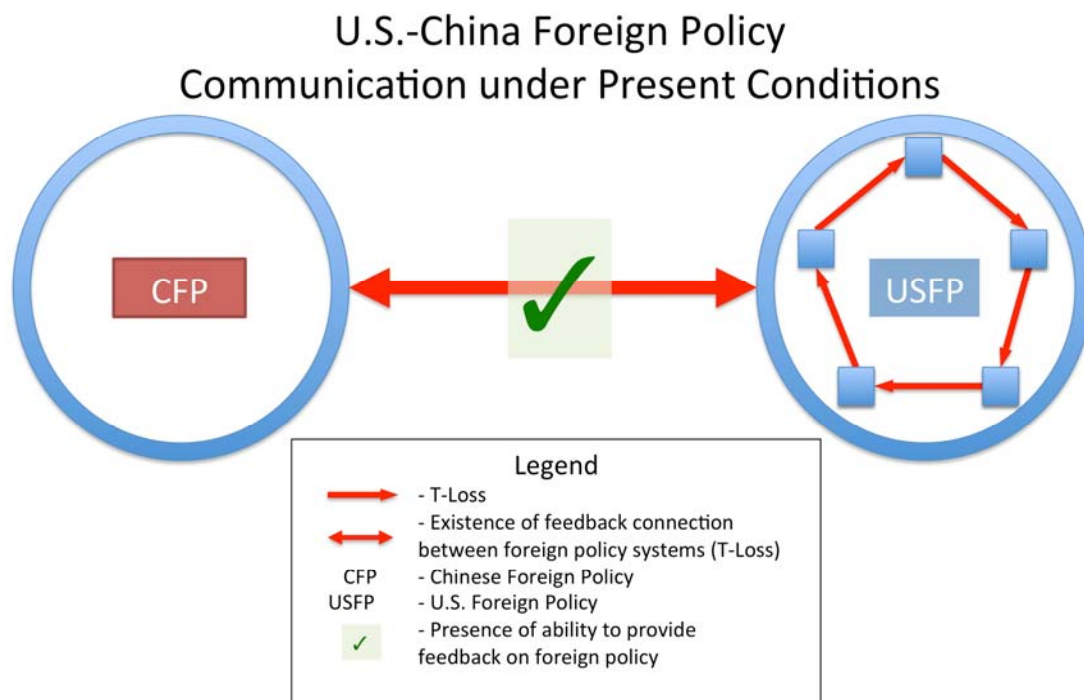 U.S.-China Foreign Policy
Communication under Present Conditions
CFP
✓
USFP
Legend
- T-Loss
- Existence of feedback connection
between foreign policy systems (T-Loss)
CFP - Chinese Foreign Policy
USFP - U.S. Foreign Policy
✓ - Presence of ability to provide
feedback on foreign policy